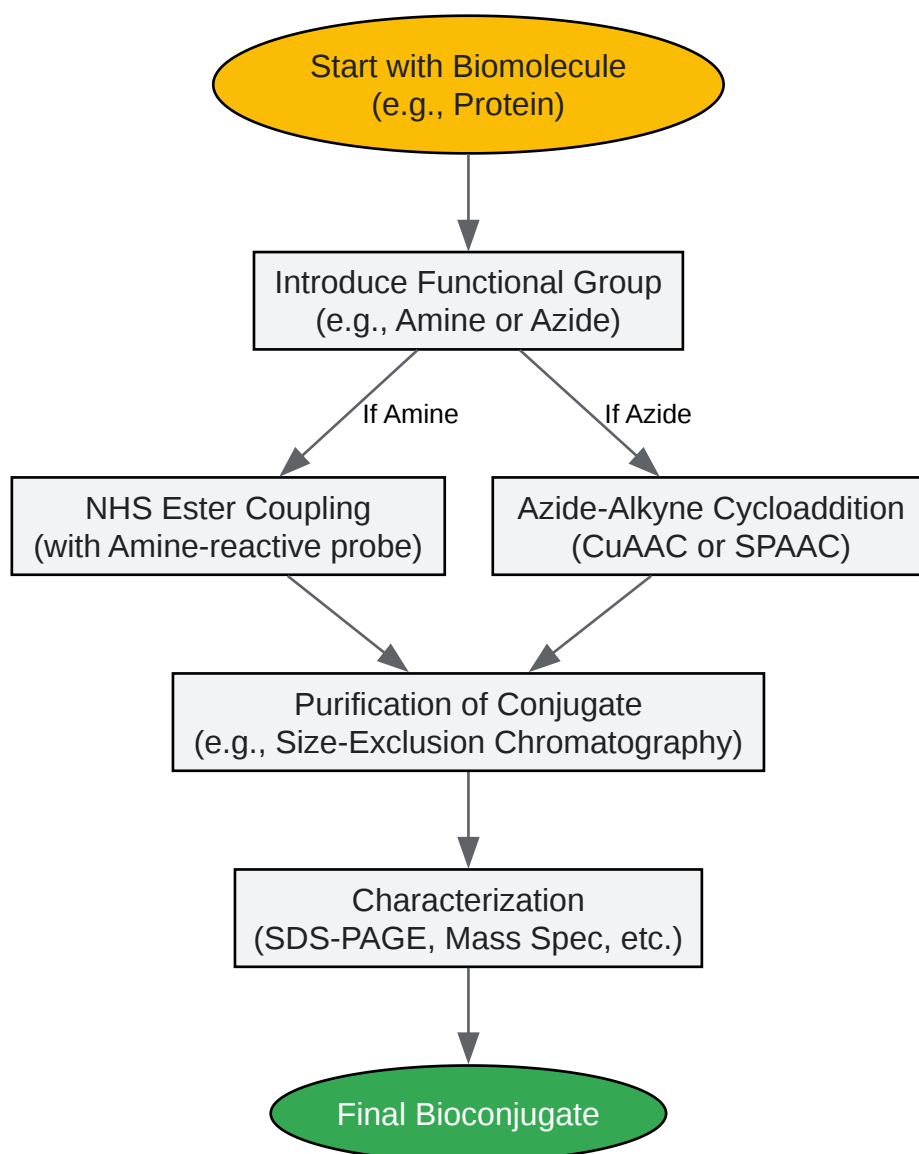 Start with Biomolecule
(e.g., Protein)
Introduce Functional Group
(e.g., Amine or Azide)
If Amine
If Azide
NHS Ester Coupling
(with Amine-reactive probe)
Azide-Alkyne Cycloaddition
(CuAAC or SPAAC)
Purification of Conjugate
(e.g., Size-Exclusion Chromatography)
Characterization
(SDS-PAGE, Mass Spec, etc.)
Final Bioconjugate